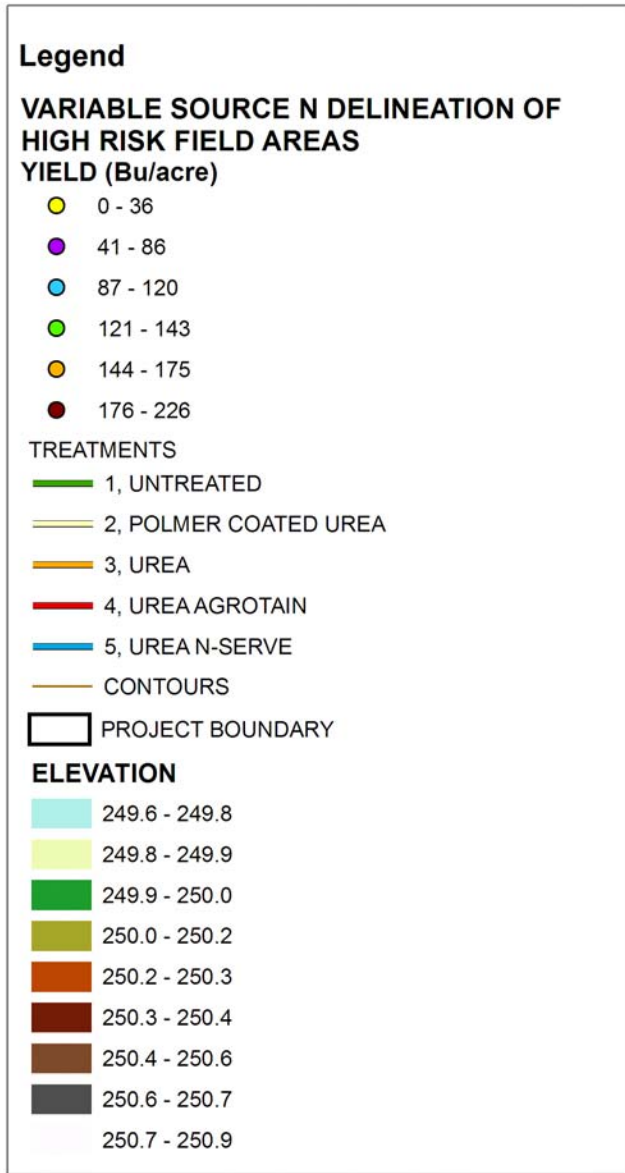 Legend
VARIABLE SOURCE N DELINEATION OF
HIGH RISK FIELD AREAS
YIELD (Bu/acre)
0 - 36
41 - 86
87 - 120
121 - 143
144 - 175
176 - 226
TREATMENTS
1, UNTREATED
2, POLMER COATED UREA
3, UREA
4, UREA AGROTAIN
5, UREA N-SERVE
CONTOURS
PROJECT BOUNDARY
ELEVATION
249.6 - 249.8
249.8 - 249.9
249.9 - 250.0
250.0 - 250.2
250.2 - 250.3
250.3 - 250.4
250.4 - 250.6
250.6 - 250.7
250.7 - 250.9